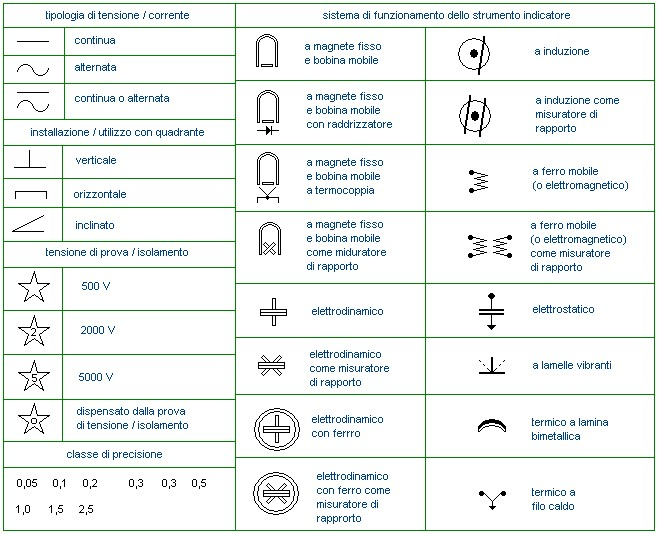 tipologia di tensione / corrente
continua
alternata
continua o alternata
installazione / utilizzo con quadrante
verticale
orizzontale
inclinato
tensione di prova / isolamento
500 V
2
2000 V
5
5000 V
0
dispensato dalla prova
di tensione / isolamento
classe di precisione
0,05 0,1 0,2 0,3 0,3 0,5
1,0 1,5 2,5
sistema di funzionamento dello strumento indicatore
a magnete fisso
e bobina mobile
a magnete fisso
e bobina mobile
con raddrizzatore
a magnete fisso
e bobina mobile
a termocoppia
a magnete fisso
e bobina mobile
come miduratore
di rapporto
elettrodinamico
elettrodinamico
come misuratore
di rapporto
elettrodinamico
con ferrro
elettrodinamico
con ferro come
misuratore di
raprporto
a induzione
a induzione come
misuratore di
rapporto
a ferro mobile
(o elettromagnetico)
a ferro mobile
(o elettromagnetico)
come misuratore
di rapporto
elettrostatico
a lamelle vibranti
termico a lamina
bimetallica
termico a
filo caldo